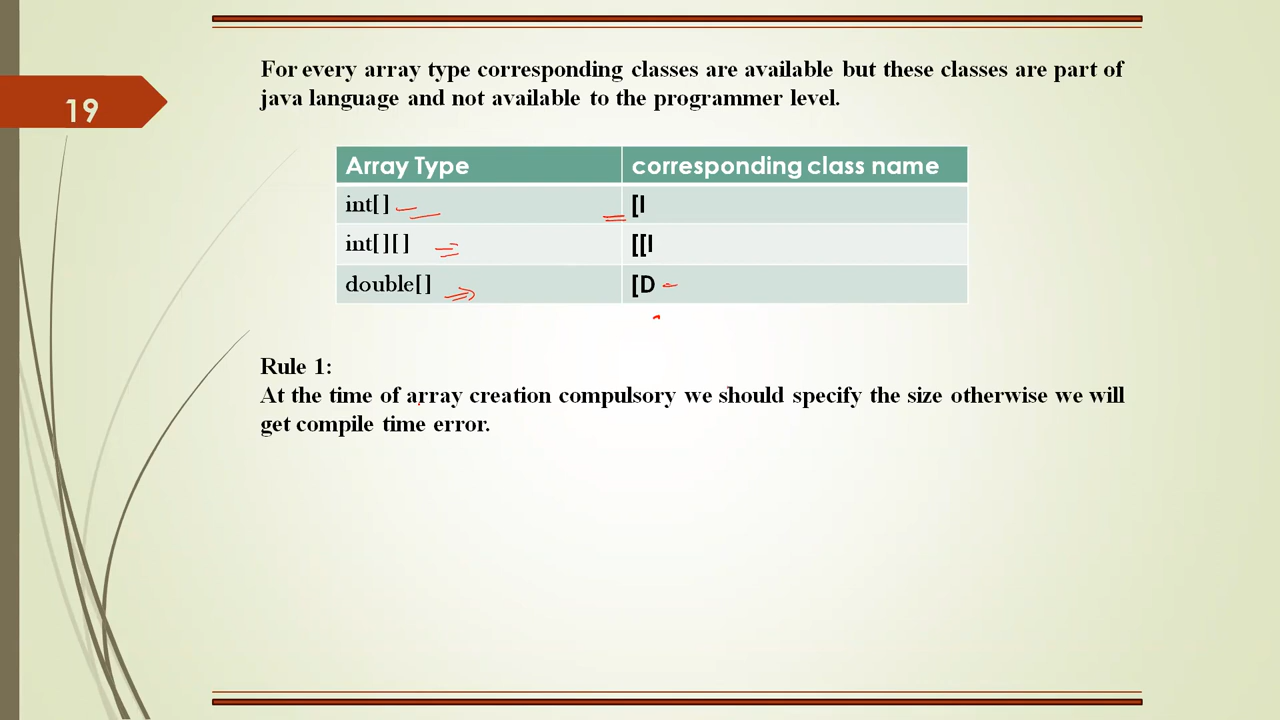 For every array type corresponding classes are available but these classes are part of
java language and not available to the programmer level.
19
Array Type corresponding class name
int[] [I
int[][] [[I
double[] [D
Rule 1:
At the time of array creation compulsory we should specify the size otherwise we will
get compile time error.